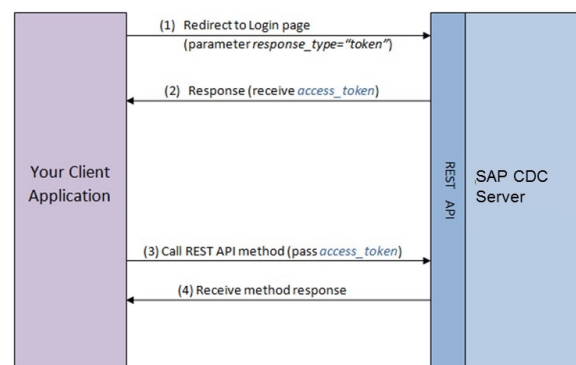 (1) Redirect to Login page
(parameter response_type="token")
(2) Response (receive access_token)
Your Client
Application
REST API
SAP CDC
Server
(3) Call REST API method (pass access_token)
(4) Receive method response